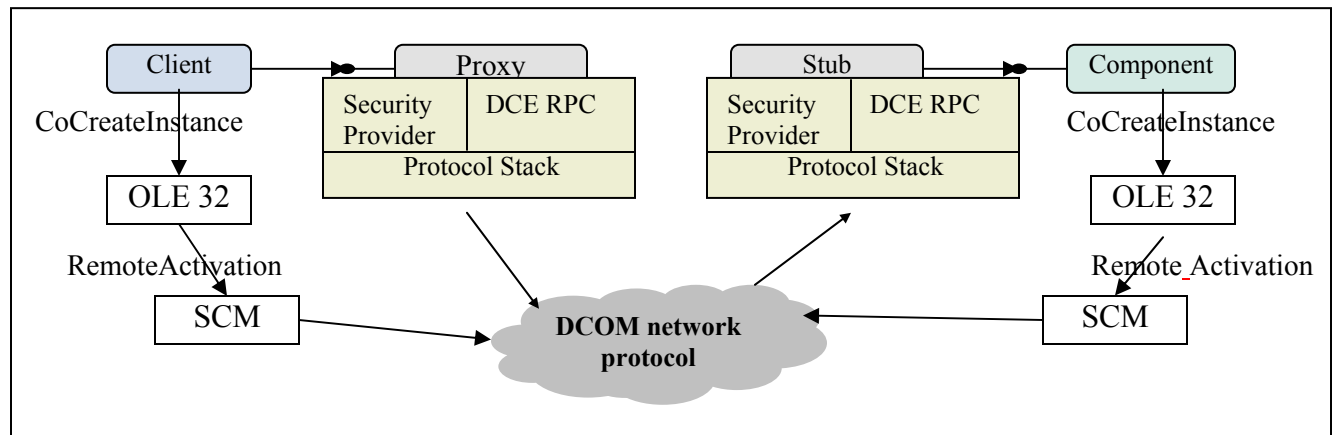 Client
Proxy
Stub
Component
Security
Provider
DCE RPC
Security
Provider
DCE RPC
CoCreateInstance
CoCreateInstance
Protocol Stack
Protocol Stack
OLE 32
OLE 32
RemoteActivation
Remote Activation
SCM
SCM
DCOM network
protocol